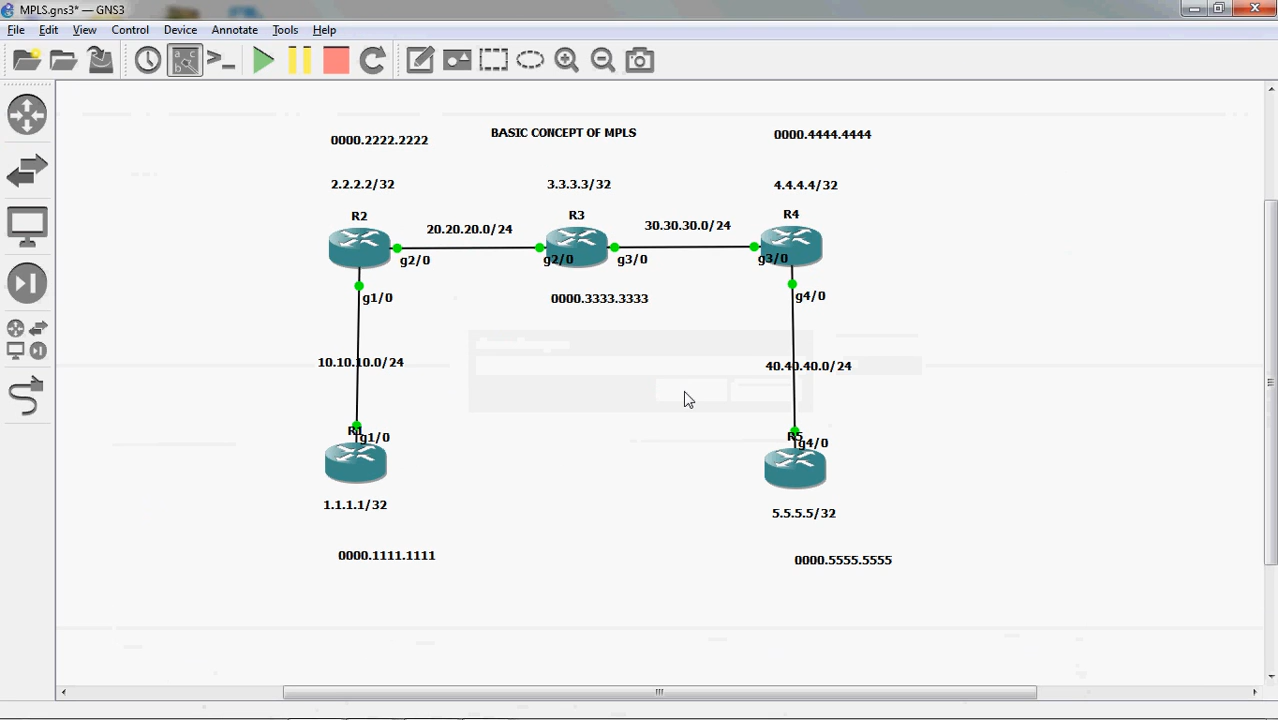 MPLS.gns3* — GNS3
File Edit View Control Device Annotate Tools Help
BASIC CONCEPT OF MPLS
0000.2222.2222
0000.4444.4444
2.2.2.2/32
3.3.3.3/32
4.4.4.4/32
R2
R3
R4
20.20.20.0/24
30.30.30.0/24
g2/0
g2/0
g3/0
g3/0
g1/0
0000.3333.3333
g4/0
10.10.10.0/24
40.40.40.0/24
R1
g1/0
R5
g4/0
1.1.1.1/32
5.5.5.5/32
0000.1111.1111
0000.5555.5555